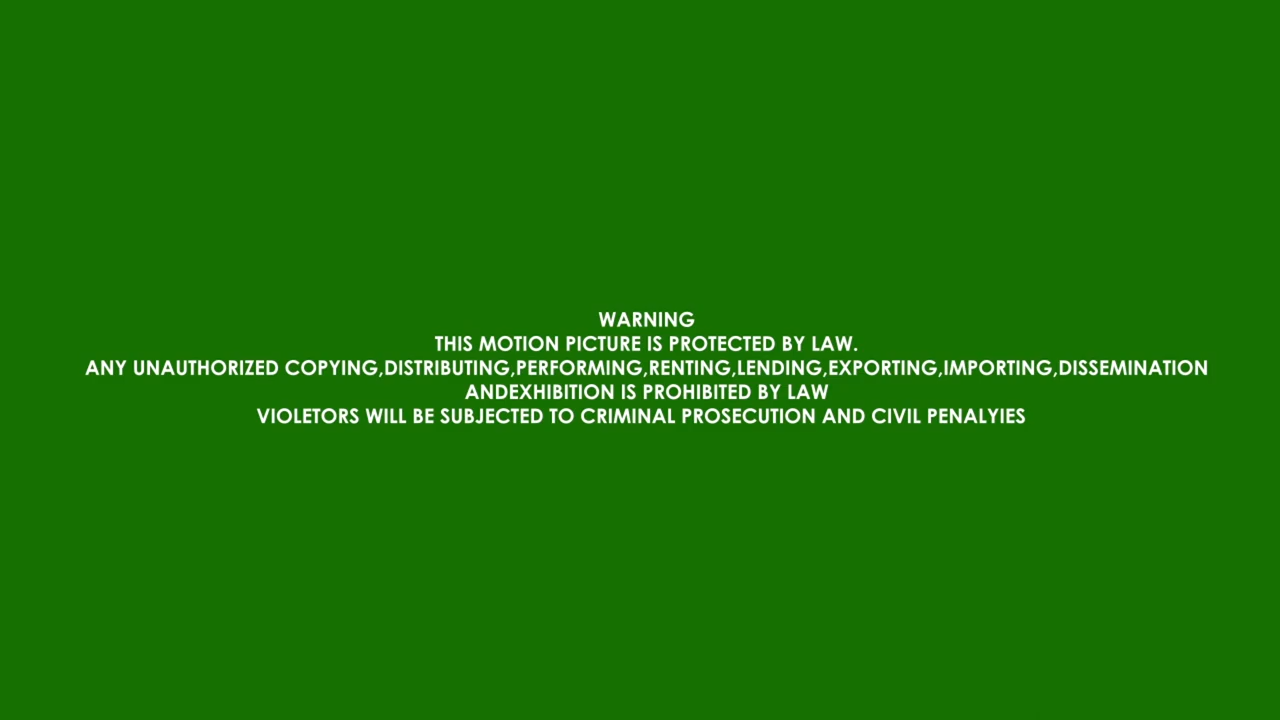 WARNING
THIS MOTION PICTURE IS PROTECTED BY LAW.
ANY UNAUTHORIZED COPYING,DISTRIBUTING,PERFORMING,RENTING,LENDING,EXPORTING,IMPORTING,DISSEMINATION
ANDEXHIBITION IS PROHIBITED BY LAW
VIOLETORS WILL BE SUBJECTED TO CRIMINAL PROSECUTION AND CIVIL PENALYIES